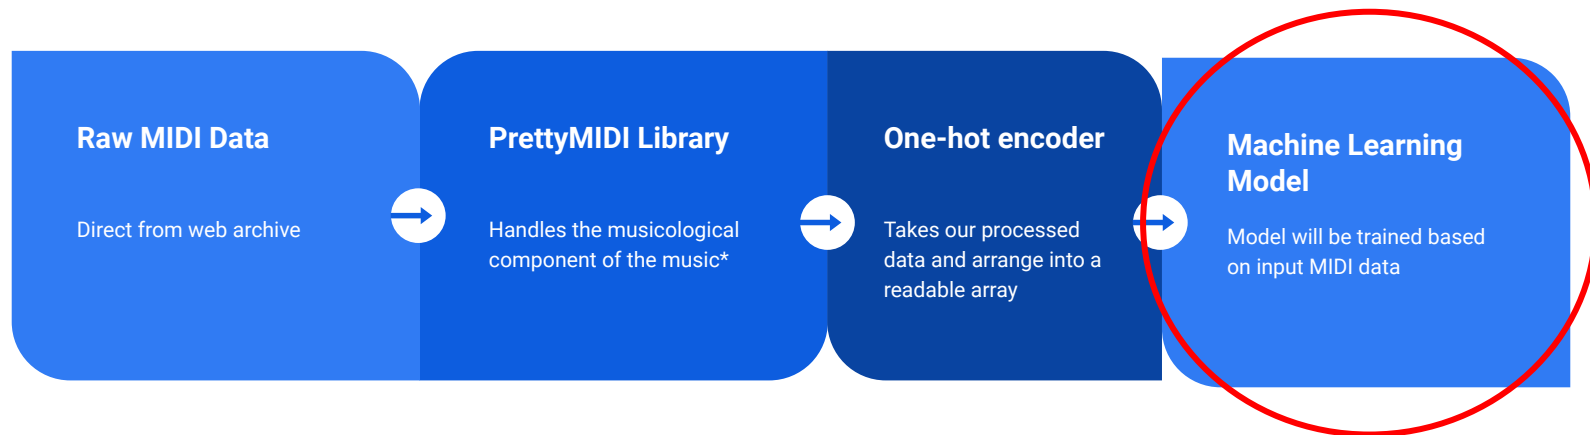 Raw MIDI Data
Direct from web archive
PrettyMIDI Library
Handles the musicological
component of the music*
One-hot encoder
Takes our processed
data and arrange into a
readable array
Machine Learning
Model
Model will be trained based
on input MIDI data